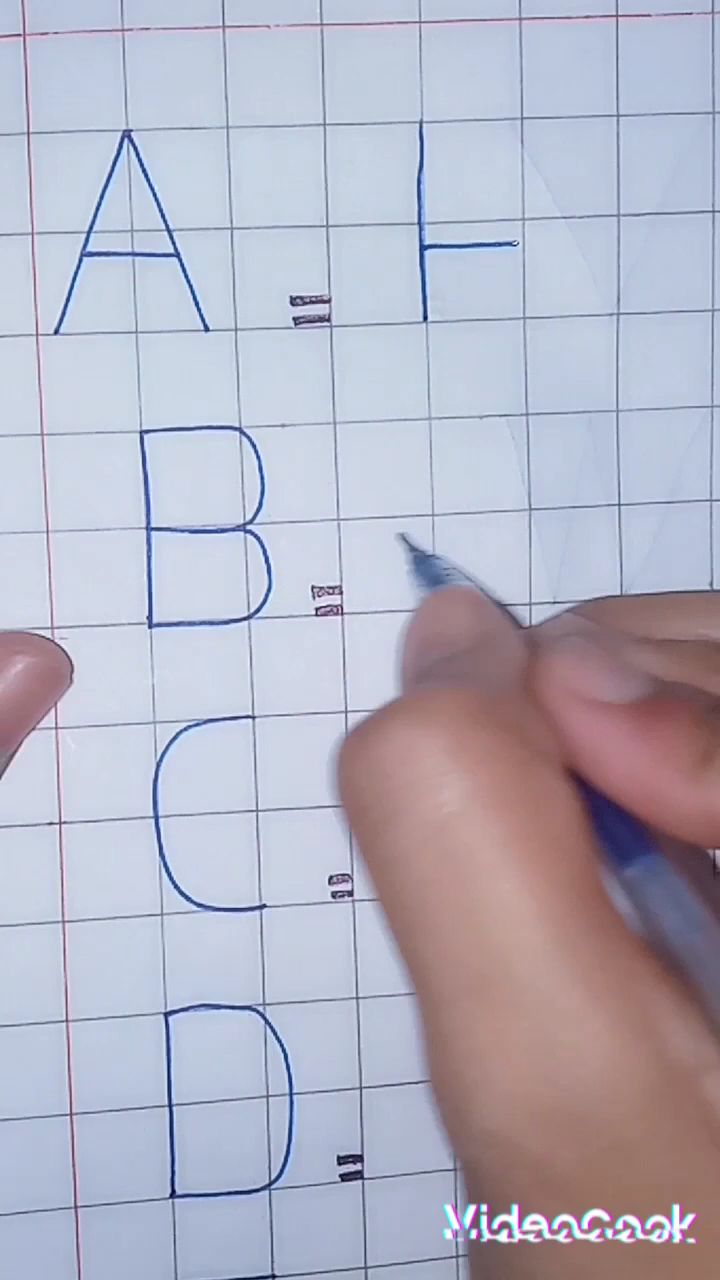 A = ⊢
B =
C =
D =
VideoCook